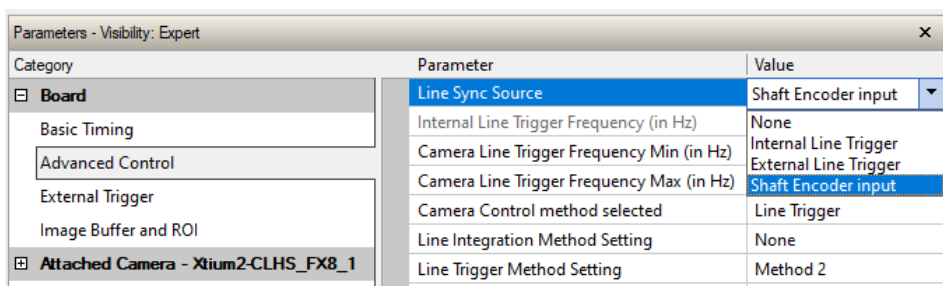 Parameters - Visibility: Expert
Category Parameter Value
Board Line Sync Source Shaft Encoder input
Basic Timing Internal Line Trigger Frequency (in Hz) None
Internal Line Trigger
Advanced Control Camera Line Trigger Frequency Min (in Hz) External Line Trigger
External Trigger Camera Line Trigger Frequency Max (in Hz) Shaft Encoder input
Image Buffer and ROI Camera Control method selected Line Trigger
Line Integration Method Setting None
Attached Camera - Xtium2-CLHS_FX8_1 Line Trigger Method Setting Method 2